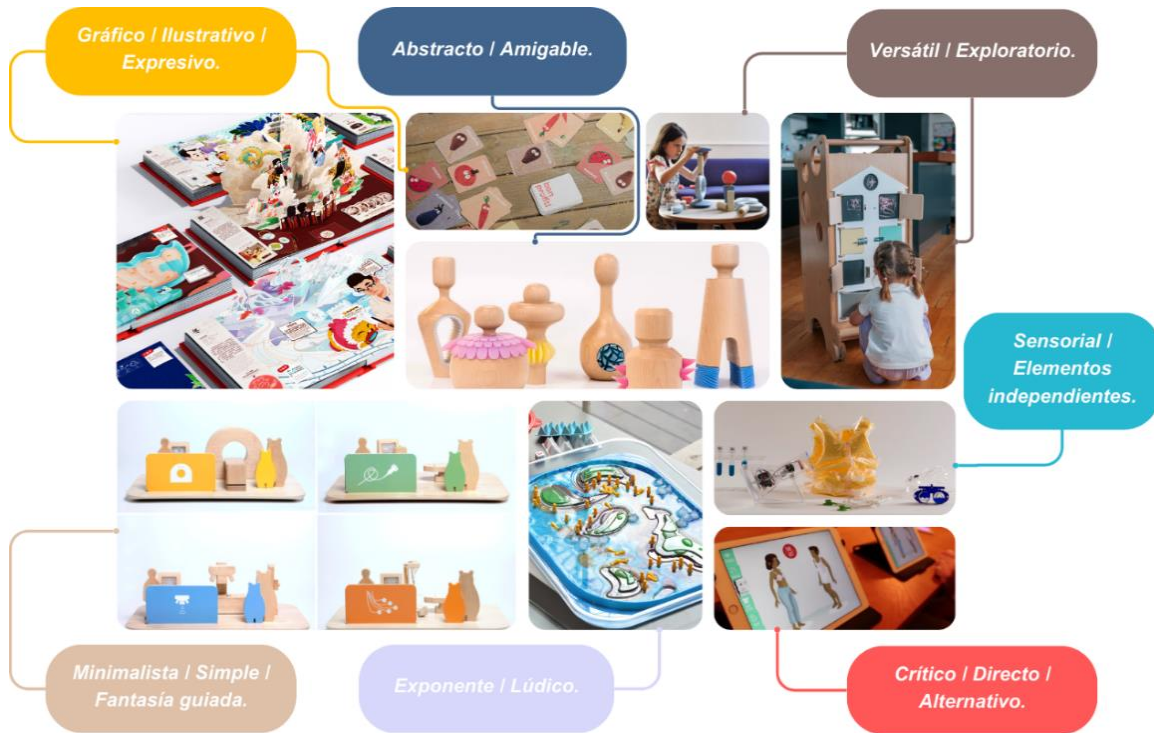 Gráfico / Ilustrativo /
Expresivo.
Abstracto / Amigable.
Versátil / Exploratorio.
Sensorial /
Elementos
independientes.
Minimalista / Simple /
Fantasía guiada.
Exponente / Lúdico.
Crítico / Directo /
Alternativo.